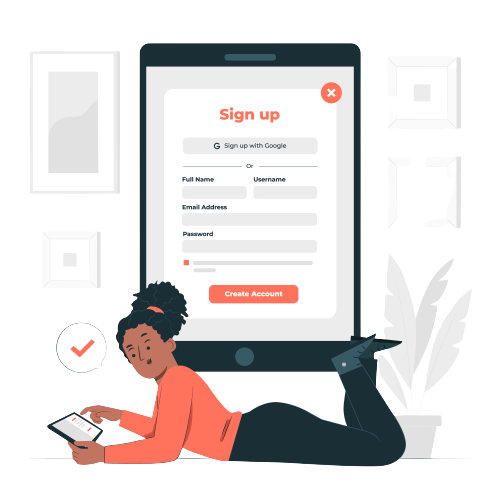 Sign up
G Sign up with Google
Or
Full Name Username
Email Address
Password
Create Account